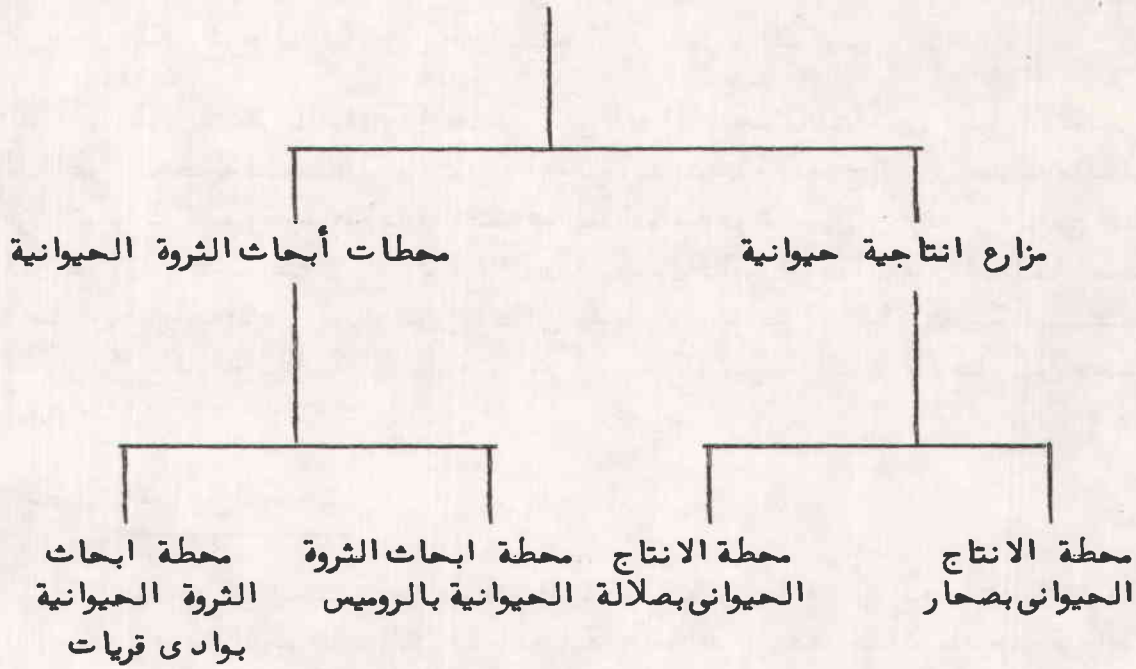 مزارع انتاجية حيوانية
محطات أبحاث الثروة الحيوانية
محطة الانتاج
الحيوانى بصحار
محطة الانتاج
الحيوانى بصلالة
محطة ابحاث الثروة
الحيوانية بالروميس
محطة ابحاث
الثروة الحيوانية
بوادى قريات